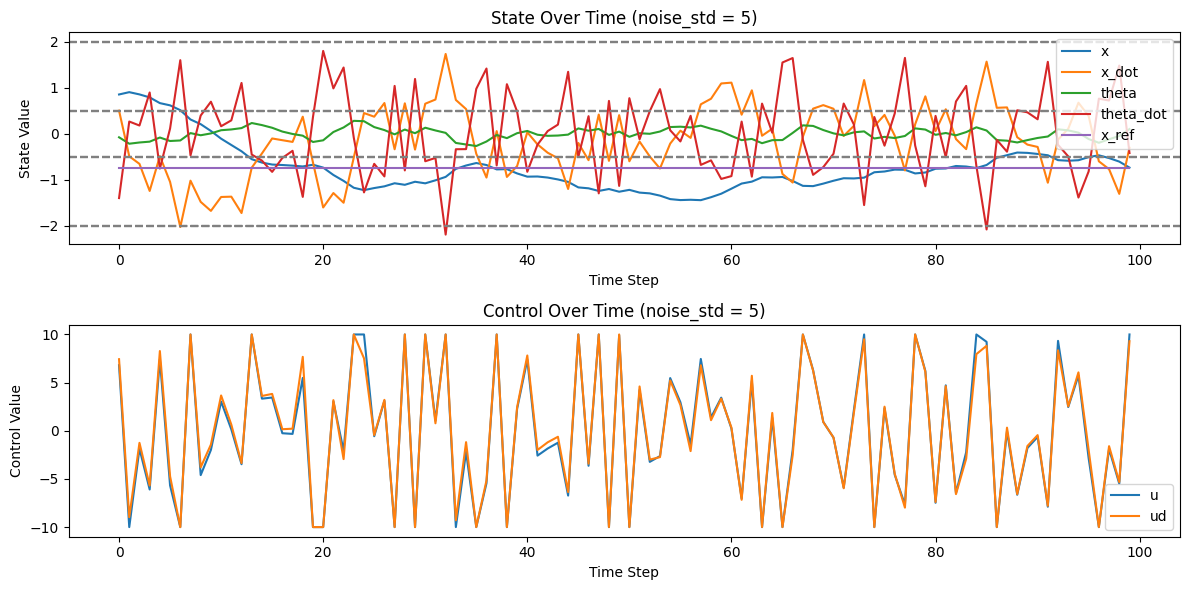 State Over Time (noise_std = 5)
2
1
0
−1
−2
State Value
x
x_dot
theta
theta_dot
x_ref
0
20
40
60
80
100
Time Step
Control Over Time (noise_std = 5)
10
5
0
−5
−10
Control Value
u
ud
0
20
40
60
80
100
Time Step